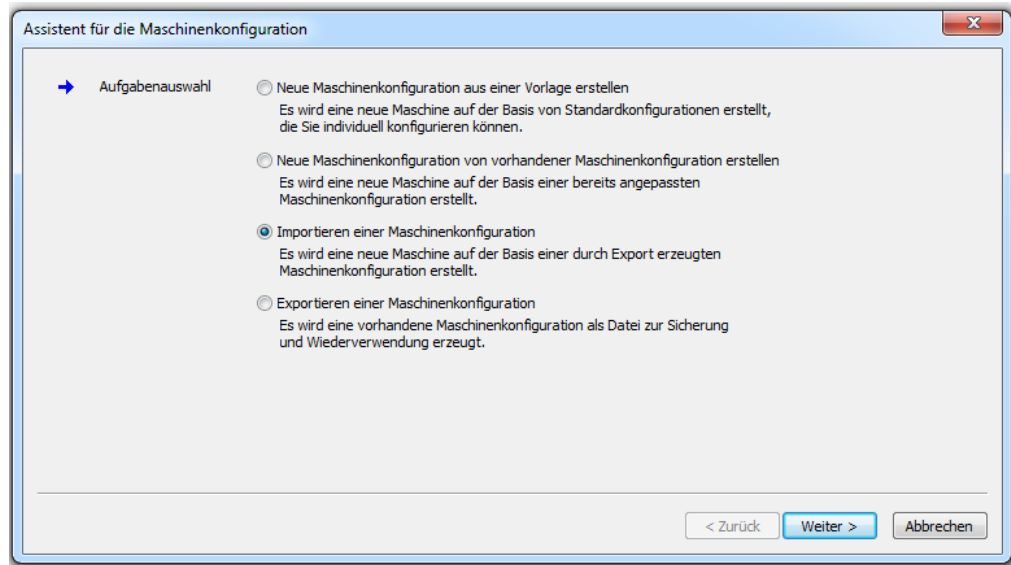 Assistent für die Maschinenkonfiguration
Aufgabenauswahl
Neue Maschinenkonfiguration aus einer Vorlage erstellen
Es wird eine neue Maschine auf der Basis von Standardkonfigurationen erstellt,
die Sie individuell konfigurieren können.
Neue Maschinenkonfiguration von vorhandener Maschinenkonfiguration erstellen
Es wird eine neue Maschine auf der Basis einer bereits angepassten
Maschinenkonfiguration erstellt.
Importieren einer Maschinenkonfiguration
Es wird eine neue Maschine auf der Basis einer durch Export erzeugten
Maschinenkonfiguration erstellt.
Exportieren einer Maschinenkonfiguration
Es wird eine vorhandene Maschinenkonfiguration als Datei zur Sicherung
und Wiederverwendung erzeugt.
< Zurück
Weiter >
Abbrechen